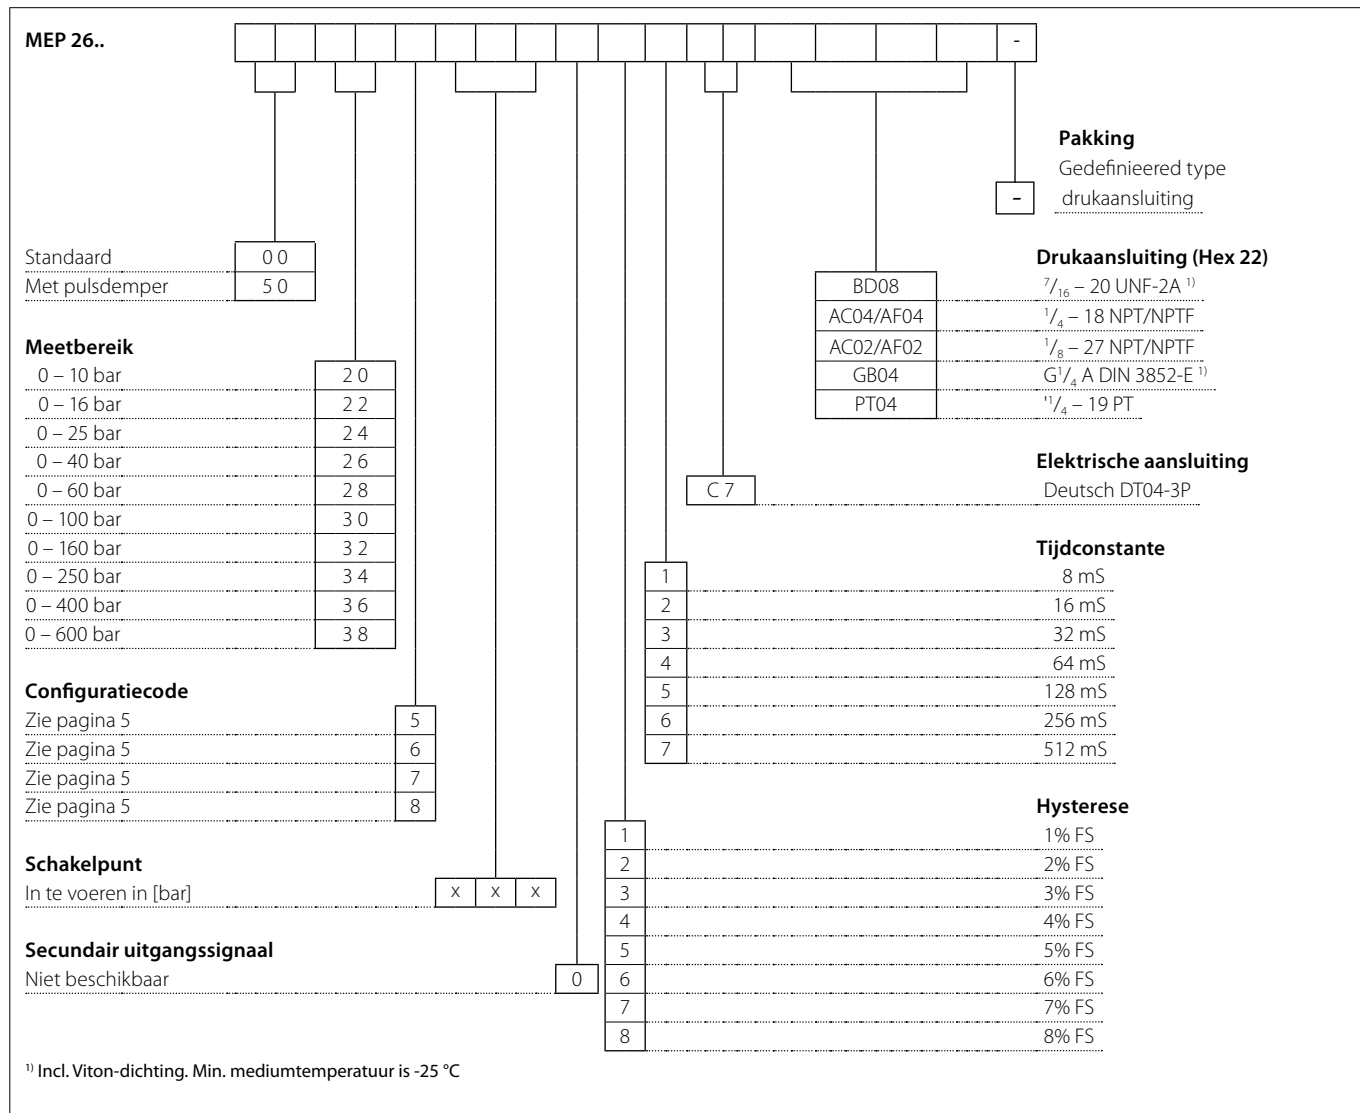 MEP 26..
-
Pakking
Gedefinieered type
- drukaansluiting
Standaard 0 0
Met pulsdemper 5 0
Drukaansluiting (Hex 22)
BD08 7/16 – 20 UNF-2A 1)
AC04/AF04 1/4 – 18 NPT/NPTF
AC02/AF02 1/8 – 27 NPT/NPTF
GB04 G1/4 A DIN 3852-E 1)
PT04 '1/4 – 19 PT
Meetbereik
0 – 10 bar 2 0
0 – 16 bar 2 2
0 – 25 bar 2 4
0 – 40 bar 2 6
0 – 60 bar 2 8
0 – 100 bar 3 0
0 – 160 bar 3 2
0 – 250 bar 3 4
0 – 400 bar 3 6
0 – 600 bar 3 8
Elektrische aansluiting
C 7 Deutsch DT04-3P
Tijdconstante
1 8 mS
2 16 mS
3 32 mS
4 64 mS
5 128 mS
6 256 mS
7 512 mS
Configuratiecode
Zie pagina 5 5
Zie pagina 5 6
Zie pagina 5 7
Zie pagina 5 8
Hysterese
1 1% FS
2 2% FS
3 3% FS
4 4% FS
5 5% FS
6 6% FS
7 7% FS
8 8% FS
Schakelpunt
In te voeren in [bar] x x x
Secundair uitgangssignaal
Niet beschikbaar 0
1) Incl. Viton-dichting. Min. mediumtemperatuur is -25 °C